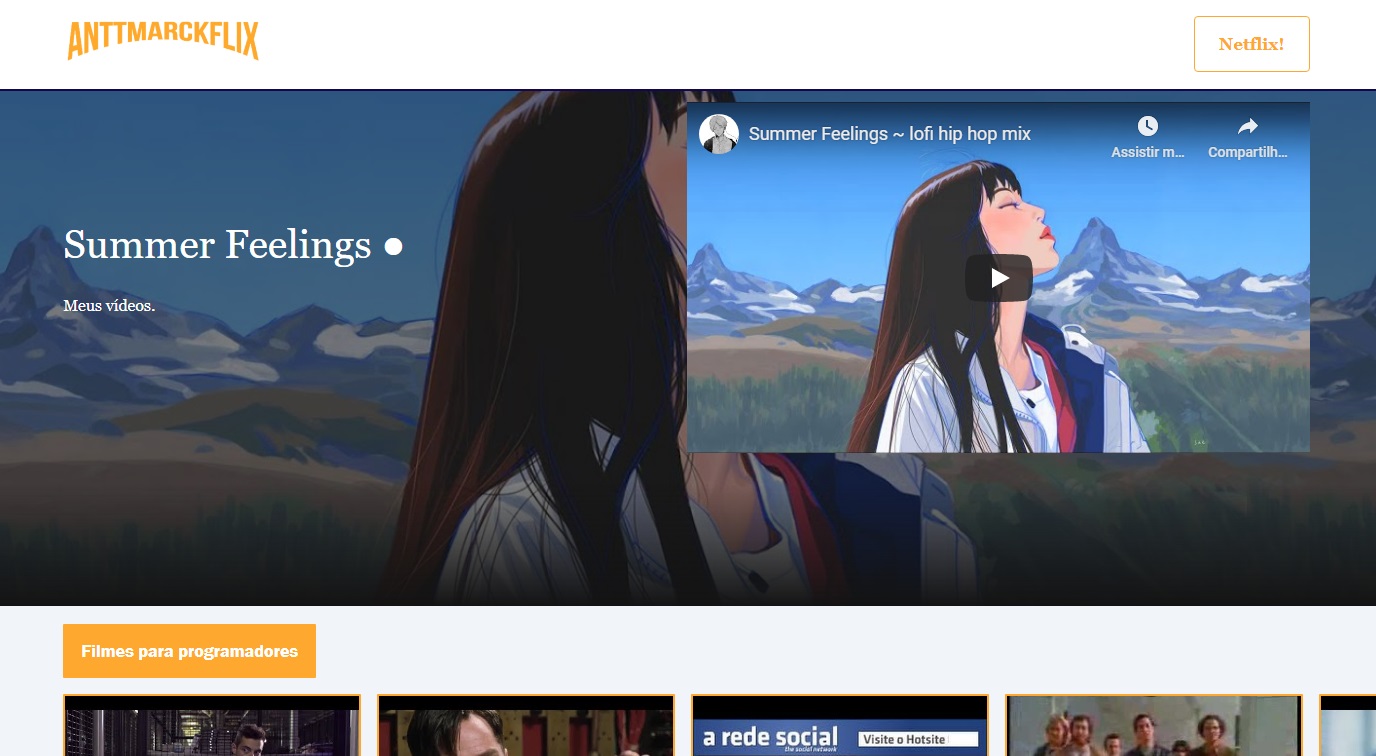 ANTTMARCKFLIX
Netflix!
Summer Feelings ~ lofi hip hop mix
Assistir m...
Compartilh...
Summer Feelings ●
Meus vídeos.
Filmes para programadores
a rede social
the social network
Visite o Hotsite